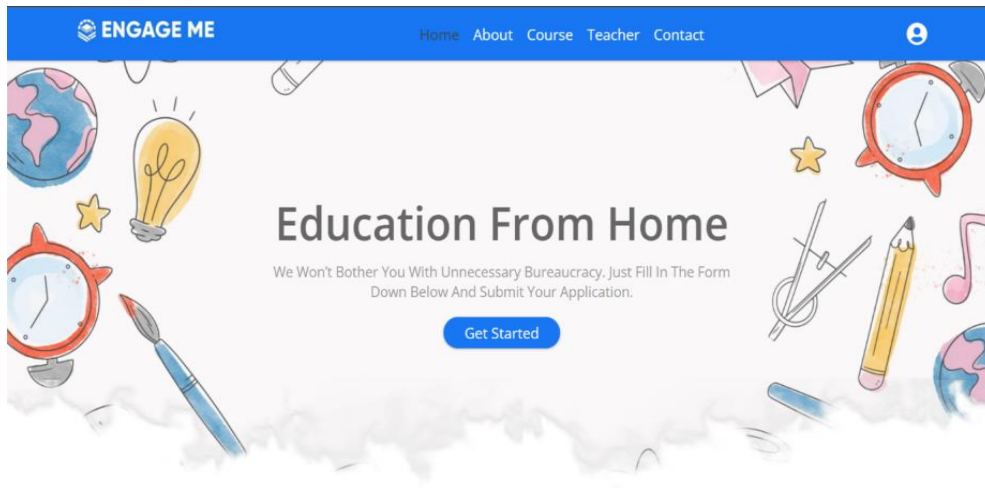 ENGAGE ME
Home About Course Teacher Contact
Education From Home
We Won't Bother You With Unnecessary Bureaucracy. Just Fill In The Form
Down Below And Submit Your Application.
Get Started